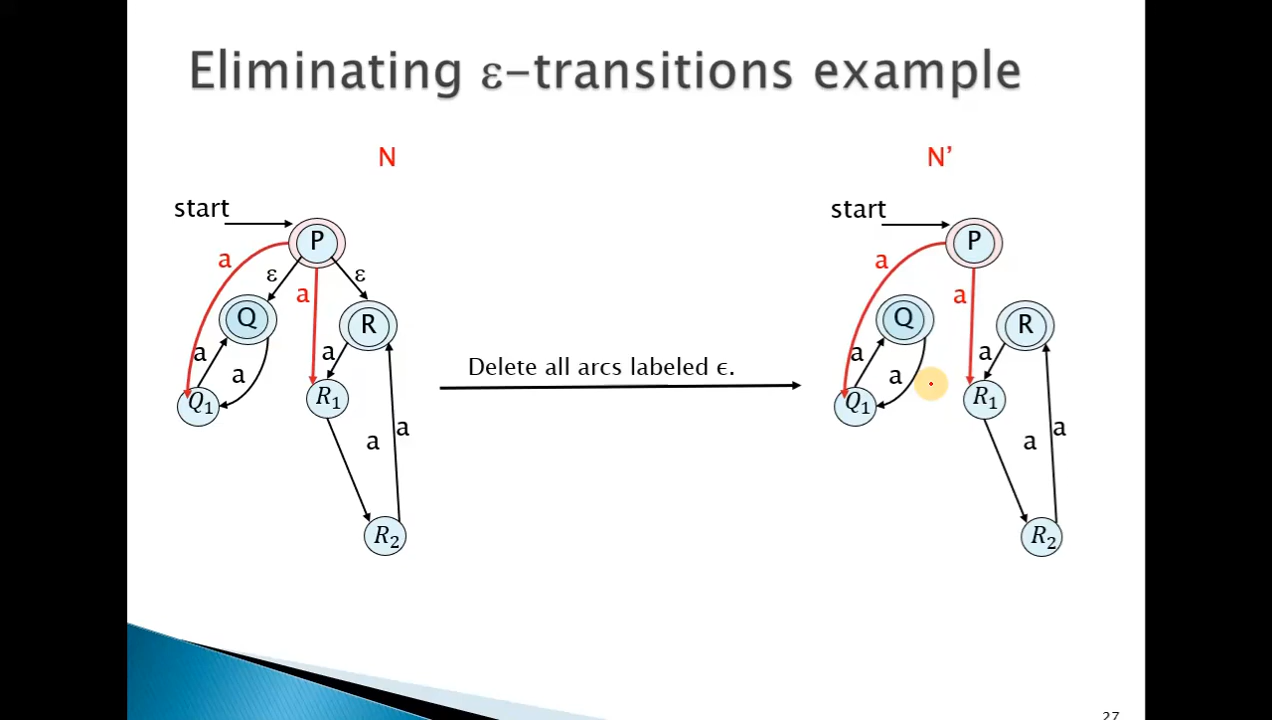 Eliminating ε-transitions example
N
N’
start
P
a
ε
a
ε
Q
R
a
a
a
Q₁
R₁
a
a
R₂
Delete all arcs labeled ϵ.
start
P
a
a
Q
R
a
a
a
Q₁
R₁
a
a
R₂
27